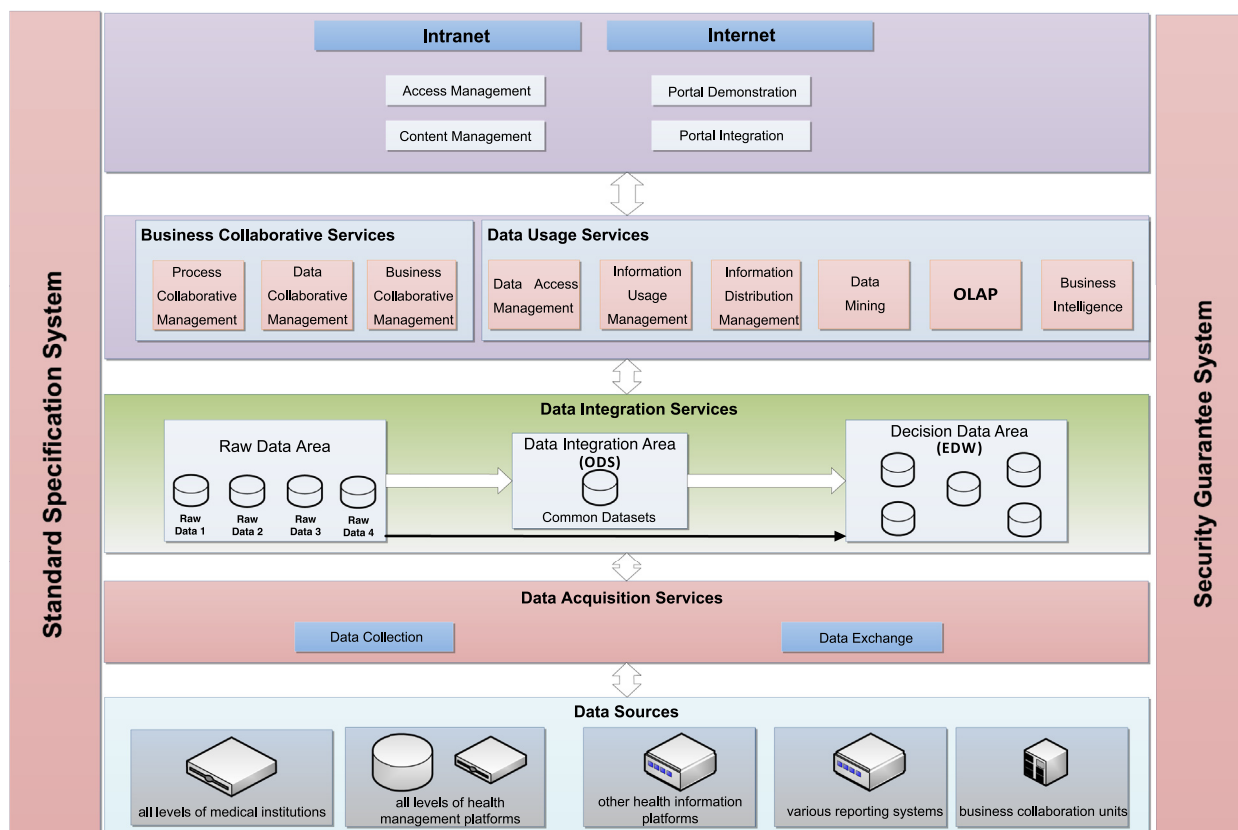 Standard Specification System
Security Guarantee System
Intranet
Internet
Access Management
Portal Demonstration
Content Management
Portal Integration
Business Collaborative Services
Process
Collaborative
Management
Data
Collaborative
Management
Business
Collaborative
Management
Data Usage Services
Data Access
Management
Information
Usage
Management
Information
Distribution
Management
Data
Mining
OLAP
Business
Intelligence
Data Integration Services
Raw Data Area
Raw
Data 1
Raw
Data 2
Raw
Data 3
Raw
Data 4
Data Integration Area
(ODS)
Common Datasets
Decision Data Area
(EDW)
Data Acquisition Services
Data Collection
Data Exchange
Data Sources
all levels of medical institutions
all levels of health
management platforms
other health information
platforms
various reporting systems
business collaboration units